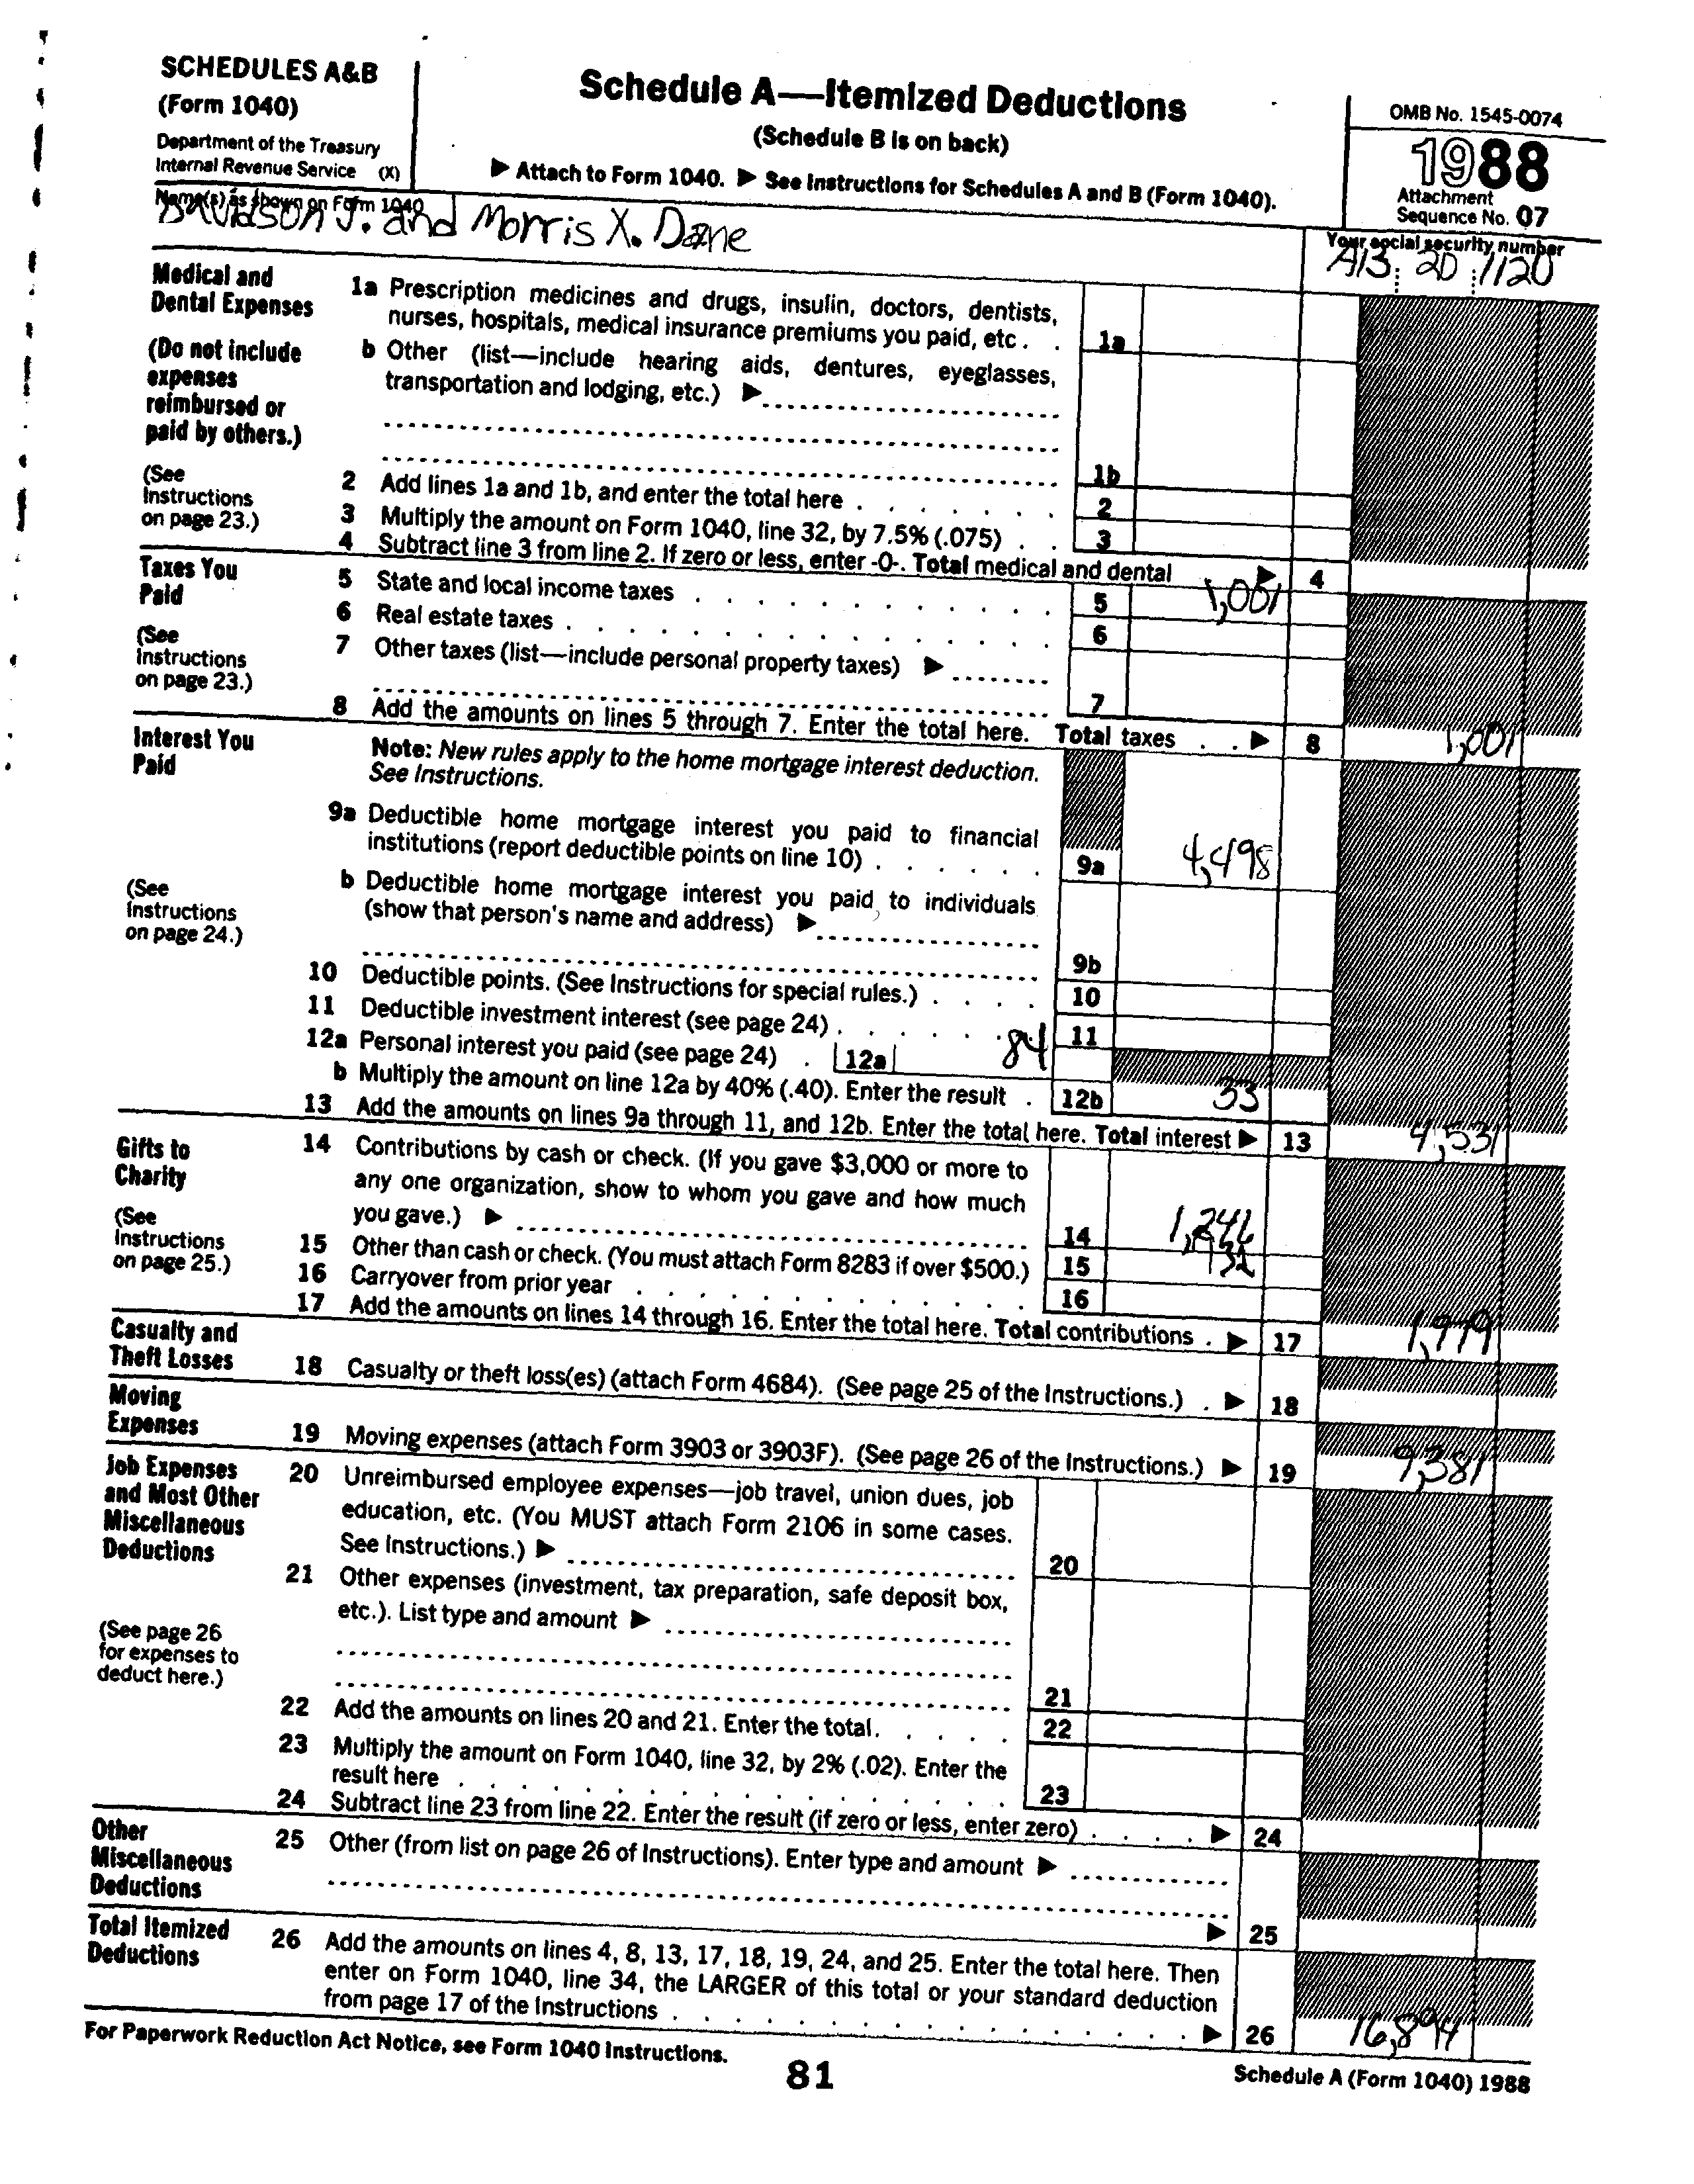 SCHEDULES A&B
(Form 1040)
Department of the Treasury
Internal Revenue Service (X)
Schedule A—Itemized Deductions
(Schedule B is on back)
▶ Attach to Form 1040. ▶ See Instructions for Schedules A and B (Form 1040).
OMB No. 1545-0074
1988
Attachment
Sequence No. 07
Name(s) as shown on Form 1040
Davidson J. and Morris X. Dane
Your social security number
A13 20 1120
Medical and
Dental Expenses
(Do not include
expenses
reimbursed or
paid by others.)
(See
Instructions
on page 23.)
1a Prescription medicines and drugs, insulin, doctors, dentists,
nurses, hospitals, medical insurance premiums you paid, etc . . 1a
b Other (list—include hearing aids, dentures, eyeglasses,
transportation and lodging, etc.) ▶
1b
2 Add lines 1a and 1b, and enter the total here . . . . . . . 2
3 Multiply the amount on Form 1040, line 32, by 7.5% (.075) . . 3
4 Subtract line 3 from line 2. If zero or less, enter -0-. Total medical and dental ▶ 4
Taxes You
Paid
(See
Instructions
on page 23.)
5 State and local income taxes . . . . . . . . . . . . 5 1,001
6 Real estate taxes . . . . . . . . . . . . . . . . 6
7 Other taxes (list—include personal property taxes) ▶
7
8 Add the amounts on lines 5 through 7. Enter the total here. Total taxes . . ▶ 8 1,001
Interest You
Paid
(See
Instructions
on page 24.)
Note: New rules apply to the home mortgage interest deduction.
See Instructions.
9a Deductible home mortgage interest you paid to financial
institutions (report deductible points on line 10) . . . . . . 9a 4,498
b Deductible home mortgage interest you paid to individuals
(show that person's name and address) ▶
9b
10 Deductible points. (See Instructions for special rules.) . . . . 10
11 Deductible investment interest (see page 24) . . . . . . . 11
12a Personal interest you paid (see page 24) . 12a 84
b Multiply the amount on line 12a by 40% (.40). Enter the result . 12b 33
13 Add the amounts on lines 9a through 11, and 12b. Enter the total here. Total interest ▶ 13 4,531
Gifts to
Charity
(See
Instructions
on page 25.)
14 Contributions by cash or check. (If you gave $3,000 or more to
any one organization, show to whom you gave and how much
you gave.) ▶
14 1,246
15 Other than cash or check. (You must attach Form 8283 if over $500.) 15
16 Carryover from prior year . . . . . . . . . . . . . 16
17 Add the amounts on lines 14 through 16. Enter the total here. Total contributions . ▶ 17
Casualty and
Theft Losses
18 Casualty or theft loss(es) (attach Form 4684). (See page 25 of the Instructions.) . ▶ 18
Moving
Expenses
19 Moving expenses (attach Form 3903 or 3903F). (See page 26 of the Instructions.) ▶ 19 9,381
Job Expenses
and Most Other
Miscellaneous
Deductions
(See page 26
for expenses to
deduct here.)
20 Unreimbursed employee expenses—job travel, union dues, job
education, etc. (You MUST attach Form 2106 in some cases.
See Instructions.) ▶
20
21 Other expenses (investment, tax preparation, safe deposit box,
etc.). List type and amount ▶
21
22 Add the amounts on lines 20 and 21. Enter the total. . . . . 22
23 Multiply the amount on Form 1040, line 32, by 2% (.02). Enter the
result here . . . . . . . . . . . . . . . . . . 23
24 Subtract line 23 from line 22. Enter the result (if zero or less, enter zero) . . . . ▶ 24
Other
Miscellaneous
Deductions
25 Other (from list on page 26 of Instructions). Enter type and amount ▶
▶ 25
Total Itemized
Deductions
26 Add the amounts on lines 4, 8, 13, 17, 18, 19, 24, and 25. Enter the total here. Then
enter on Form 1040, line 34, the LARGER of this total or your standard deduction
from page 17 of the Instructions . . . . . . . . . . . . . . . . . ▶ 26 16,894
For Paperwork Reduction Act Notice, see Form 1040 Instructions.
81
Schedule A (Form 1040) 1988